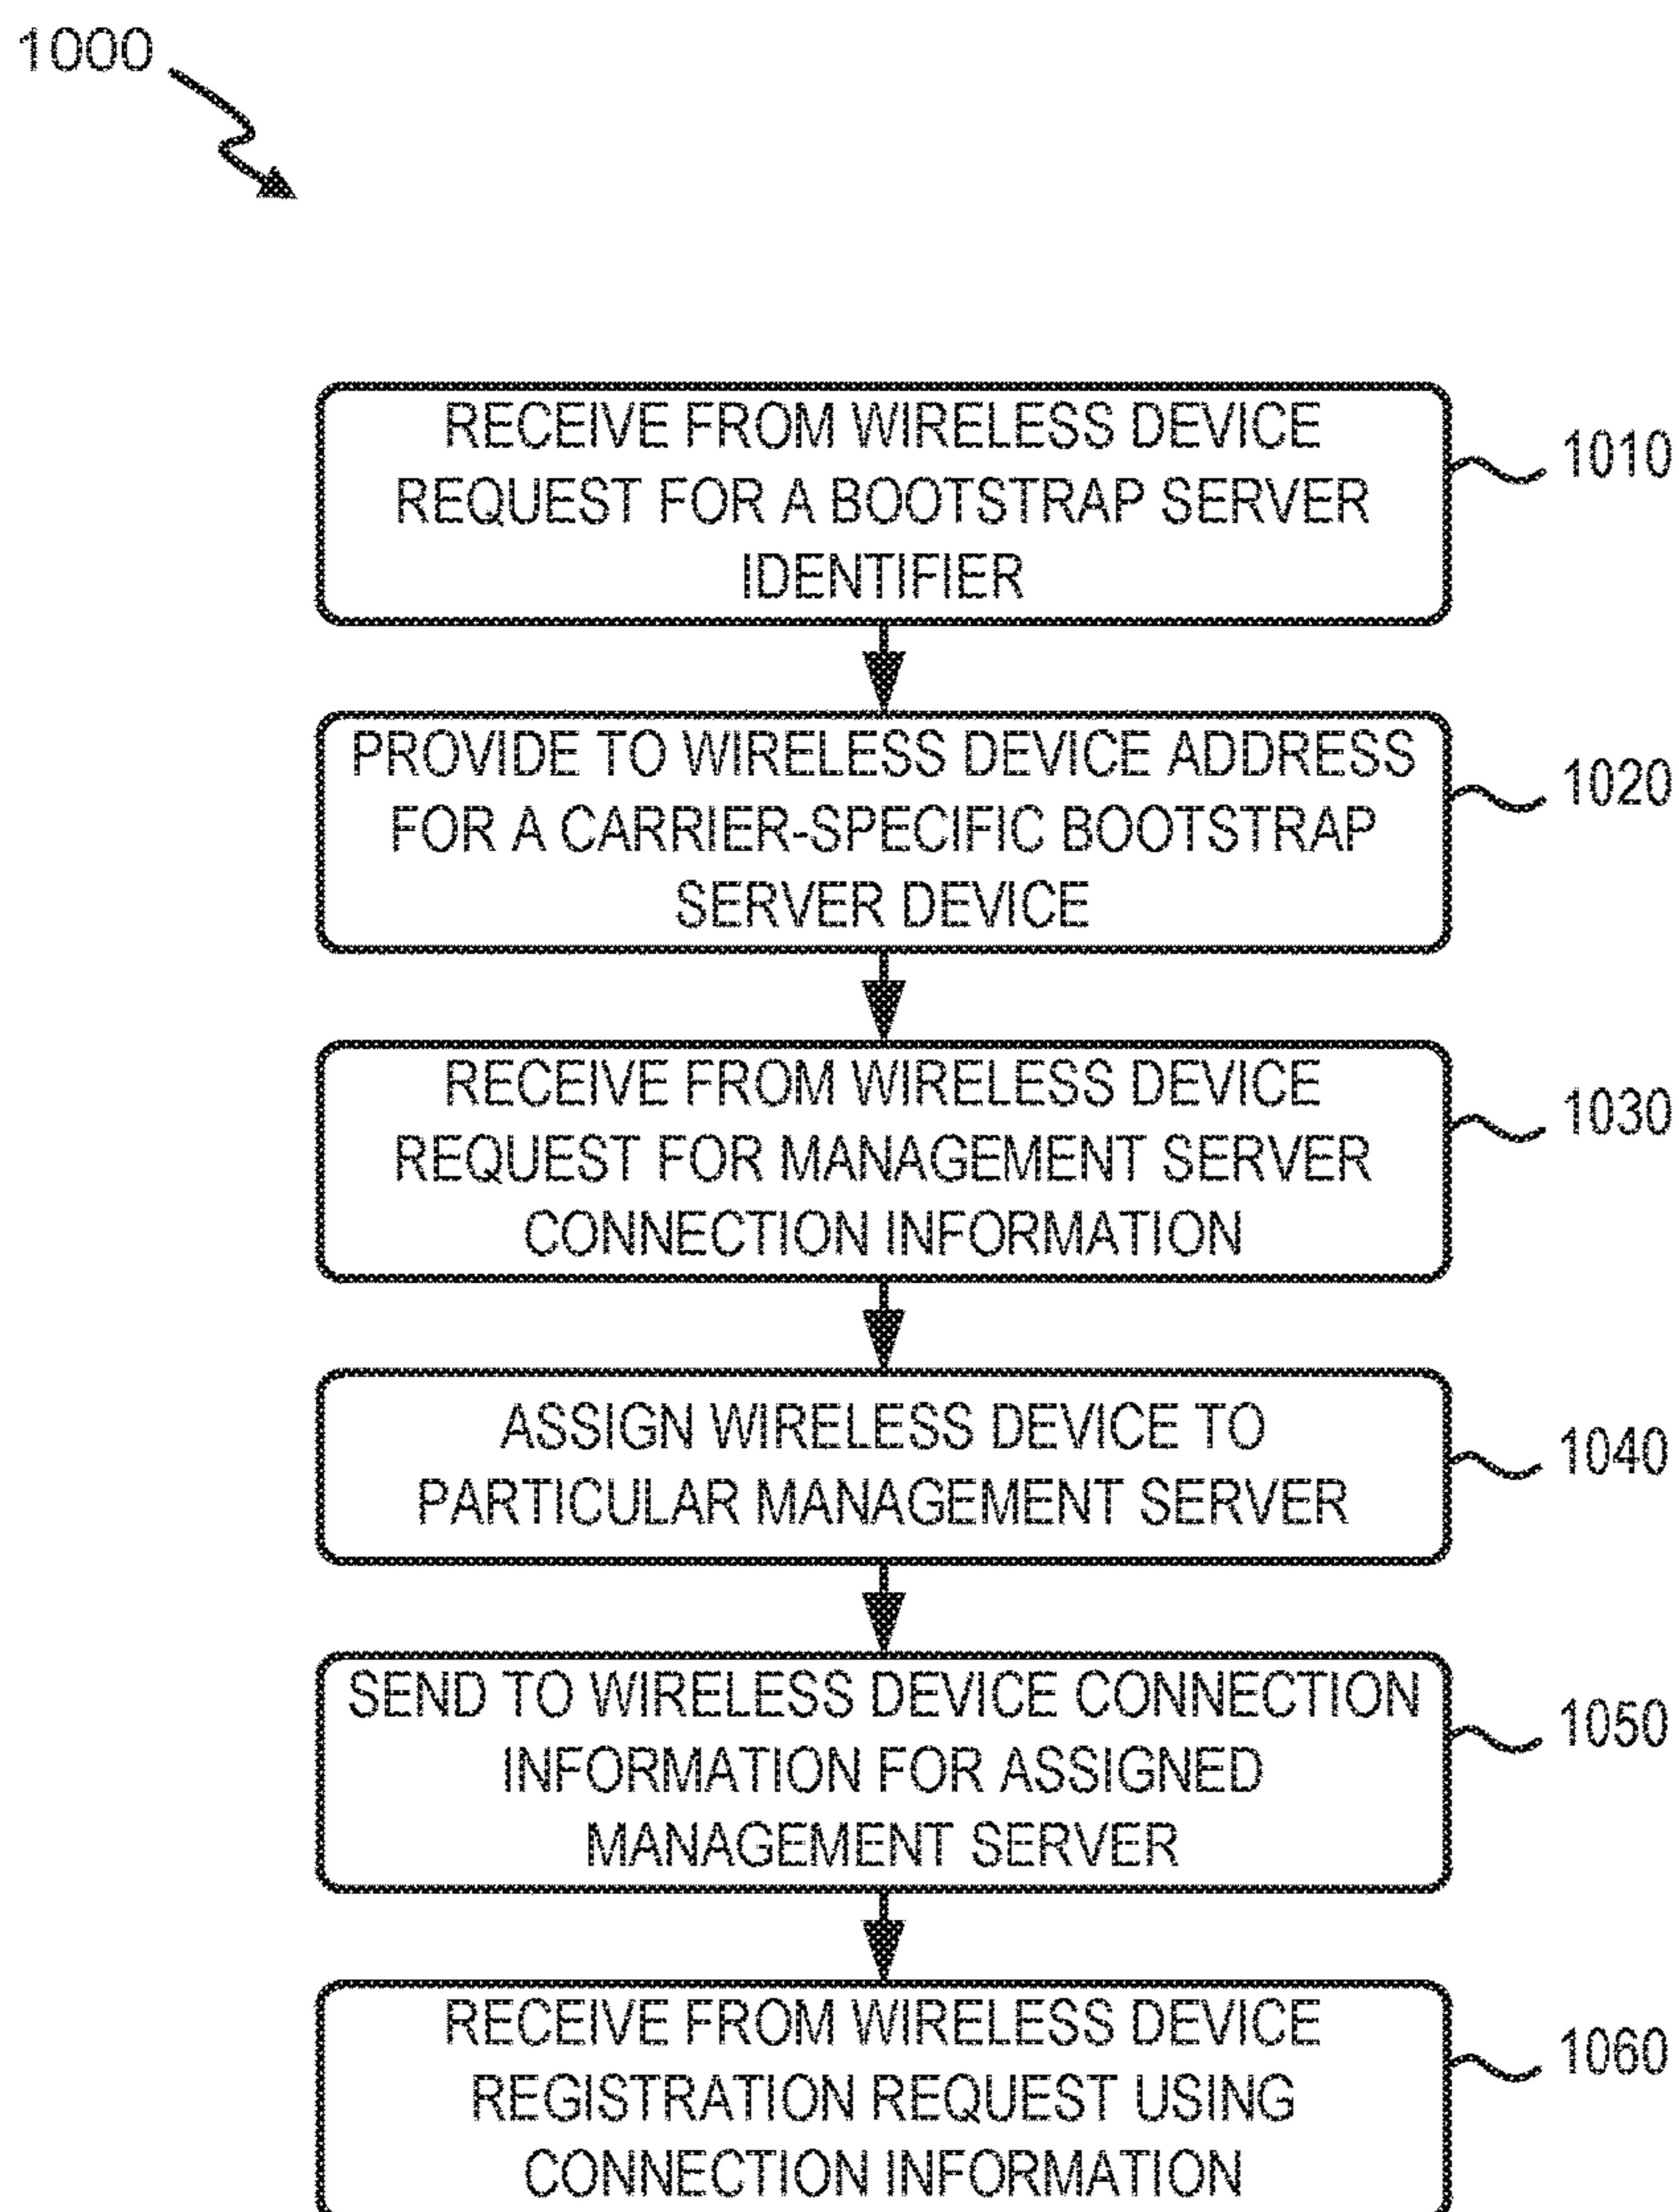 1000
RECEIVE FROM WIRELESS DEVICE
REQUEST FOR A BOOTSTRAP SERVER
IDENTIFIER
1010
PROVIDE TO WIRELESS DEVICE ADDRESS
FOR A CARRIER-SPECIFIC BOOTSTRAP
SERVER DEVICE
1020
RECEIVE FROM WIRELESS DEVICE
REQUEST FOR MANAGEMENT SERVER
CONNECTION INFORMATION
1030
ASSIGN WIRELESS DEVICE TO
PARTICULAR MANAGEMENT SERVER
1040
SEND TO WIRELESS DEVICE CONNECTION
INFORMATION FOR ASSIGNED
MANAGEMENT SERVER
1050
RECEIVE FROM WIRELESS DEVICE
REGISTRATION REQUEST USING
CONNECTION INFORMATION
1060